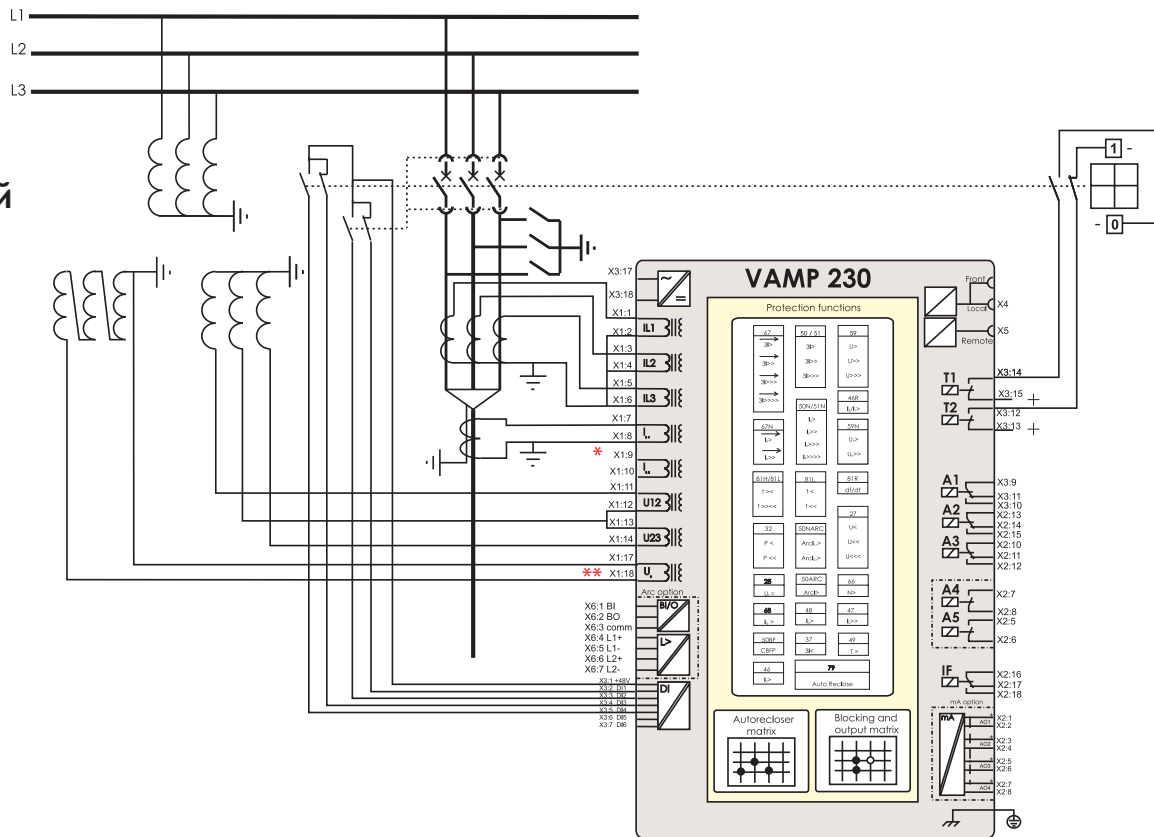 L1
L2
L3
й
1 -
- 0
VAMP 230
Protection functions
X3:17
X3:18
X1:1
X1:2
X1:3
X1:4
X1:5
X1:6
X1:7
X1:8
* X1:9
X1:10
X1:11
X1:12
X1:13
X1:14
X1:17
** X1:18
~
=
IL1
IL2
IL3
U12
U23
Arc option
X6:1 BI
X6:2 BO
X6:3 comm
X6:4 L1+
X6:5 L1-
X6:6 L2+
X6:7 L2-
BI/O
L>
X3:1 +48V
X3:2 DI1
X3:3 DI2
X3:4 DI3
X3:5 DI4
X3:6 DI5
X3:7 DI6
DI
67
3I>
3I>>
3I>>>
3I>>>>
50 / 51
3I>
3I>>
3I>>>
59
U>
U>>
U>>>
46R
I₂/I₁>
50N/51N
I₀>
I₀>>
I₀>>>
I₀>>>>
67N
I₀>
I₀>>
59N
U₀>
U₀>>
81H/81L
f ><
f >><<
81L
f <
f <<
81R
df/dt
27
U<
U<<
U<<<
32
P <
P <<
50NARC
50ARC
ArcI>
66
N>
48
47
50BF
CBFP
37
3I<
49
T >
46
79
Auto Reclose
Autorecloser
matrix
Blocking and
output matrix
Front
Local
X4
X5
Remote
T1
X3:14
X3:15 +
T2
X3:12
X3:13 +
A1
X3:9
X3:11
X3:10
A2
X2:13
X2:14
X2:15
A3
X2:10
X2:11
X2:12
A4
X2:7
X2:8
A5
X2:5
X2:6
IF
X2:16
X2:17
X2:18
mA option
mA
AO1
AO2
AO3
AO4
X2:1
X2:2
X2:3
X2:4
X2:5
X2:6
X2:7
X2:8